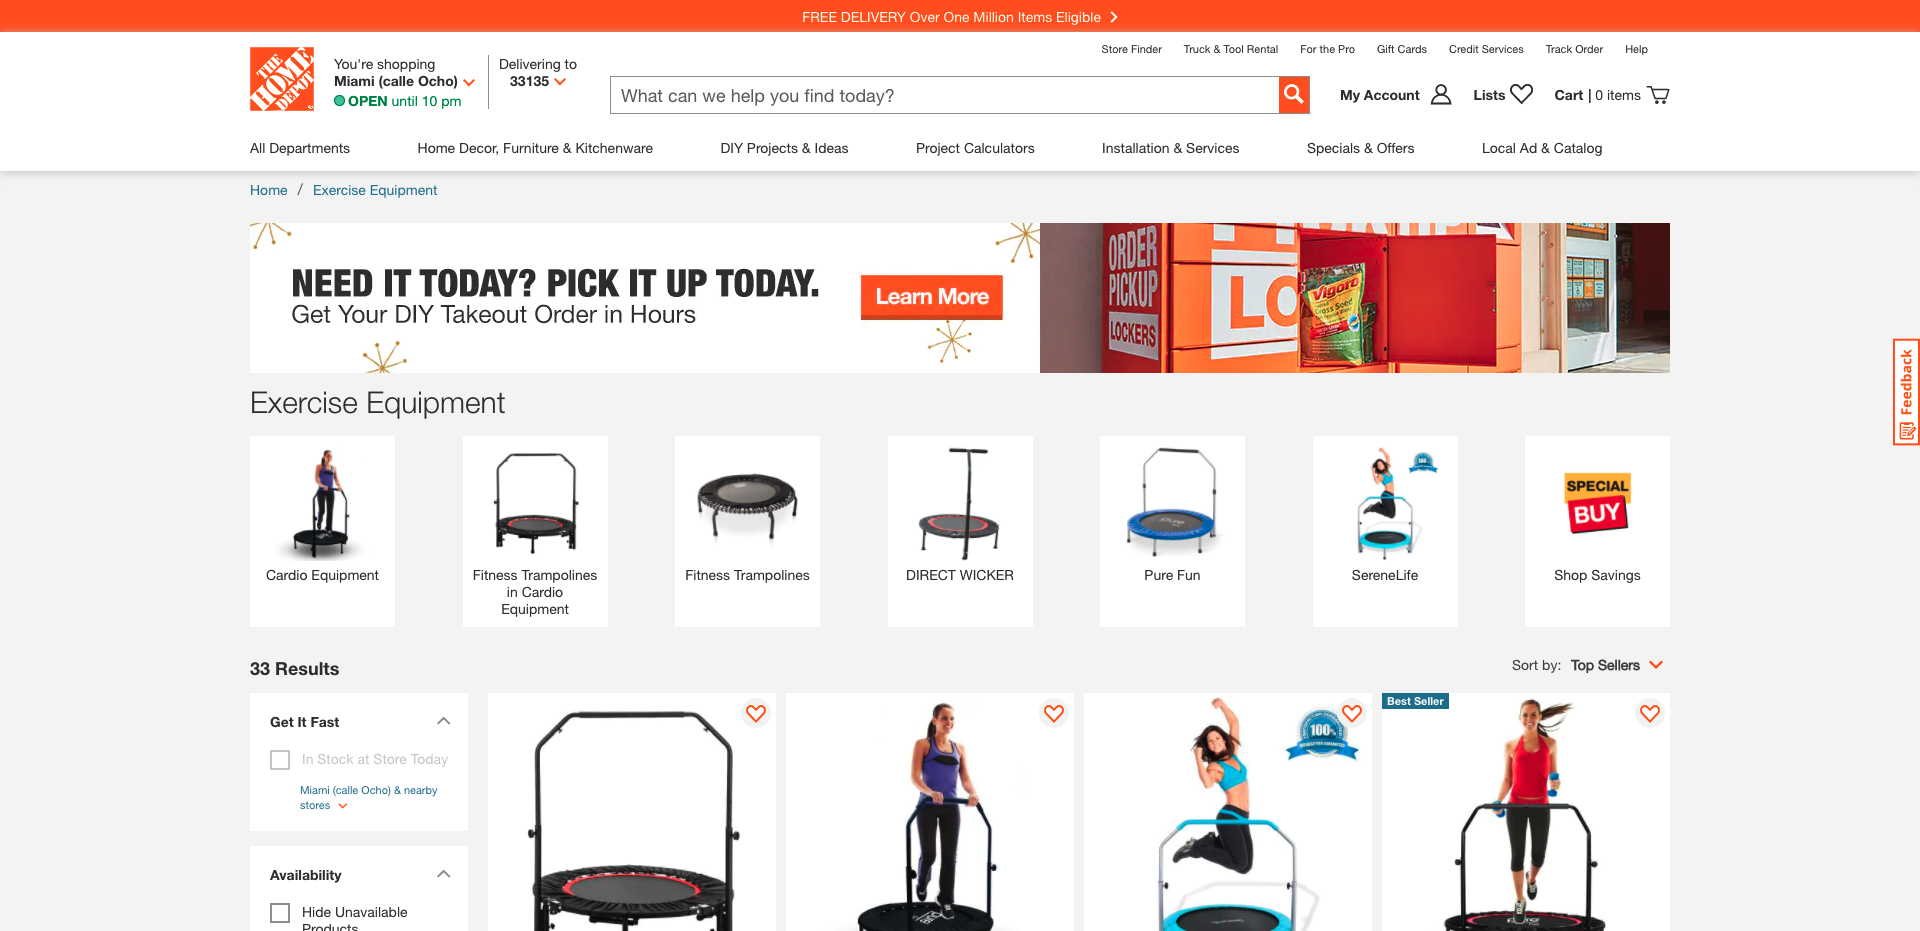 FREE DELIVERY Over One Million Items Eligible
Store Finder
Truck & Tool Rental
For the Pro
Gift Cards
Credit Services
Track Order
Help
THE HOME DEPOT
You're shopping
Miami (calle Ocho)
OPEN until 10 pm
Delivering to
33135
What can we help you find today?
My Account
Lists
Cart | 0 items
All Departments
Home Decor, Furniture & Kitchenware
DIY Projects & Ideas
Project Calculators
Installation & Services
Specials & Offers
Local Ad & Catalog
Home / Exercise Equipment
NEED IT TODAY? PICK IT UP TODAY.
Get Your DIY Takeout Order in Hours
Learn More
ORDER
PICKUP
LOCKERS
LO
Vigoro
Grass Seed
Feedback
Exercise Equipment
Cardio Equipment
Fitness Trampolines
in Cardio
Equipment
Fitness Trampolines
DIRECT WICKER
pure
Pure Fun
100%
SereneLife
SPECIAL
BUY
Shop Savings
33 Results
Sort by: Top Sellers
Get It Fast
In Stock at Store Today
Miami (calle Ocho) & nearby
stores
Availability
Hide Unavailable
Products
100%
Best Seller